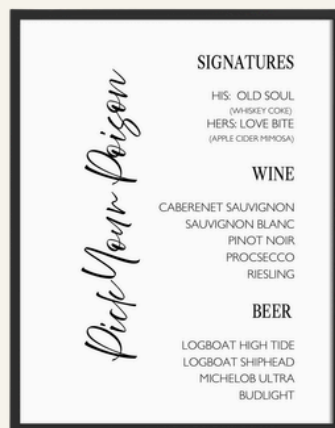 Pick Your Poison
SIGNATURES
HIS: OLD SOUL
(WHISKEY COKE)
HERS: LOVE BITE
(APPLE CIDER MIMOSA)
WINE
CABERENET SAUVIGNON
SAUVIGNON BLANC
PINOT NOIR
PROCSECCO
RIESLING
BEER
LOGBOAT HIGH TIDE
LOGBOAT SHIPHEAD
MICHELOB ULTRA
BUDLIGHT